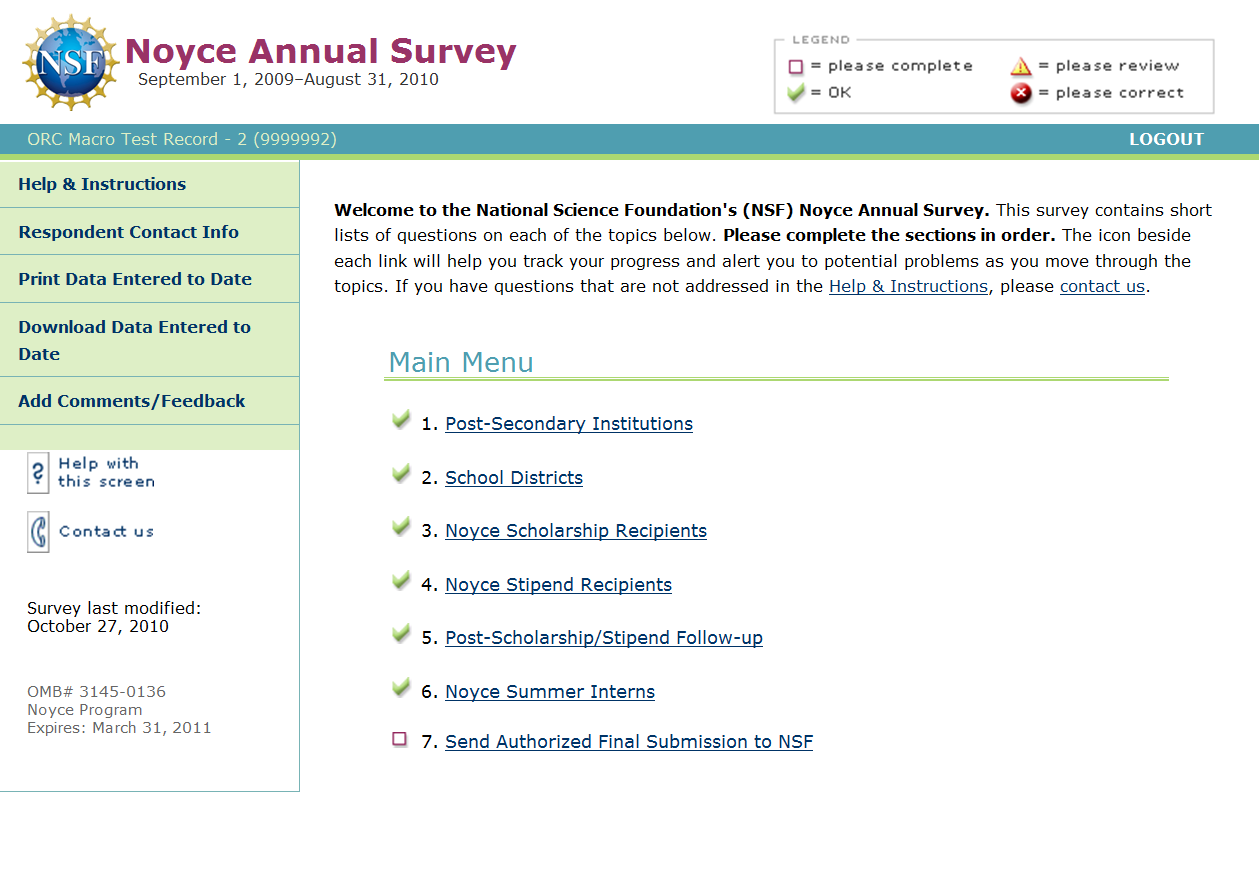 NSF
Noyce Annual Survey
September 1, 2009–August 31, 2010
LEGEND
= please complete
= please review
= OK
= please correct
ORC Macro Test Record - 2 (9999992)
LOGOUT
Help & Instructions
Respondent Contact Info
Print Data Entered to Date
Download Data Entered to
Date
Add Comments/Feedback
Help with
this screen
Contact us
Survey last modified:
October 27, 2010
OMB# 3145-0136
Noyce Program
Expires: March 31, 2011
Welcome to the National Science Foundation's (NSF) Noyce Annual Survey. This survey contains short
lists of questions on each of the topics below. Please complete the sections in order. The icon beside
each link will help you track your progress and alert you to potential problems as you move through the
topics. If you have questions that are not addressed in the Help & Instructions, please contact us.
Main Menu
1. Post-Secondary Institutions
2. School Districts
3. Noyce Scholarship Recipients
4. Noyce Stipend Recipients
5. Post-Scholarship/Stipend Follow-up
6. Noyce Summer Interns
7. Send Authorized Final Submission to NSF